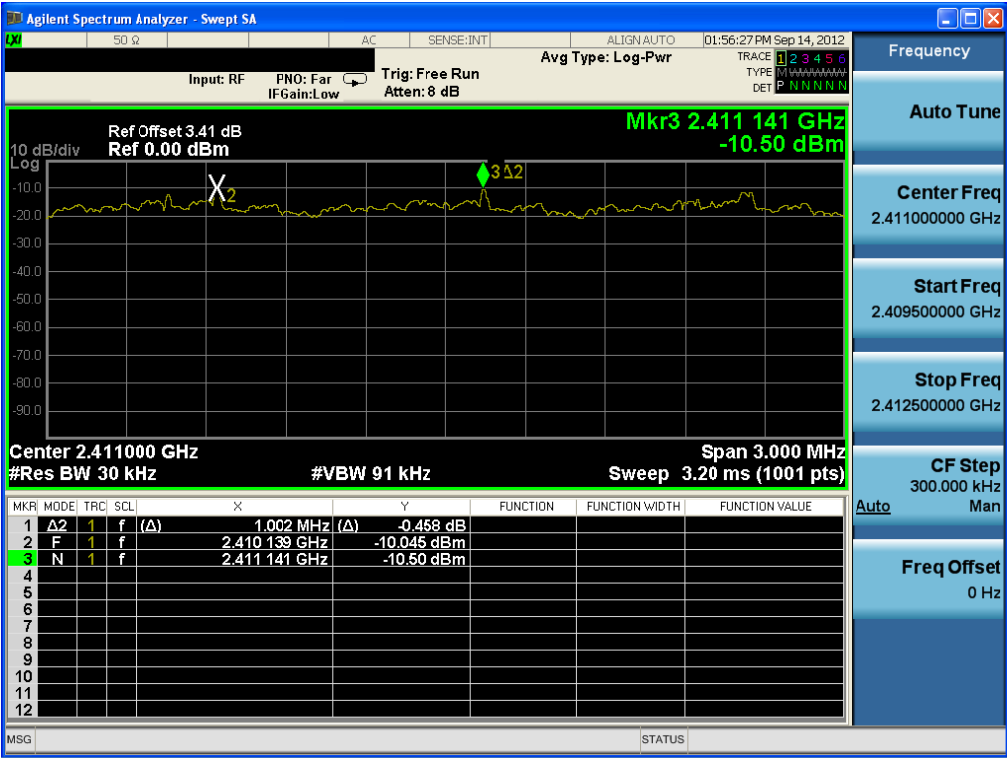 Agilent Spectrum Analyzer - Swept SA
LXI 50 Ω AC SENSE:INT ALIGN AUTO 01:56:27 PM Sep 14, 2012
Input: RF PNO: Far IFGain:Low
Trig: Free Run
Atten: 8 dB
Avg Type: Log-Pwr
TRACE 1 2 3 4 5 6
TYPE M
DET P N N N N N
Mkr3 2.411 141 GHz
-10.50 dBm
Ref Offset 3.41 dB
10 dB/div Ref 0.00 dBm
Log
3 Δ2
2
-10.0
-20.0
-30.0
-40.0
-50.0
-60.0
-70.0
-80.0
-90.0
Center 2.411000 GHz Span 3.000 MHz
#Res BW 30 kHz #VBW 91 kHz Sweep 3.20 ms (1001 pts)
MKR MODE TRC SCL X Y FUNCTION FUNCTION WIDTH FUNCTION VALUE
1 Δ2 1 f (Δ) 1.002 MHz (Δ) -0.458 dB
2 F 1 f 2.410 139 GHz -10.045 dBm
3 N 1 f 2.411 141 GHz -10.50 dBm
4
5
6
7
8
9
10
11
12
MSG STATUS
Frequency
Auto Tune
Center Freq
2.411000000 GHz
Start Freq
2.409500000 GHz
Stop Freq
2.412500000 GHz
CF Step
300.000 kHz
Auto Man
Freq Offset
0 Hz